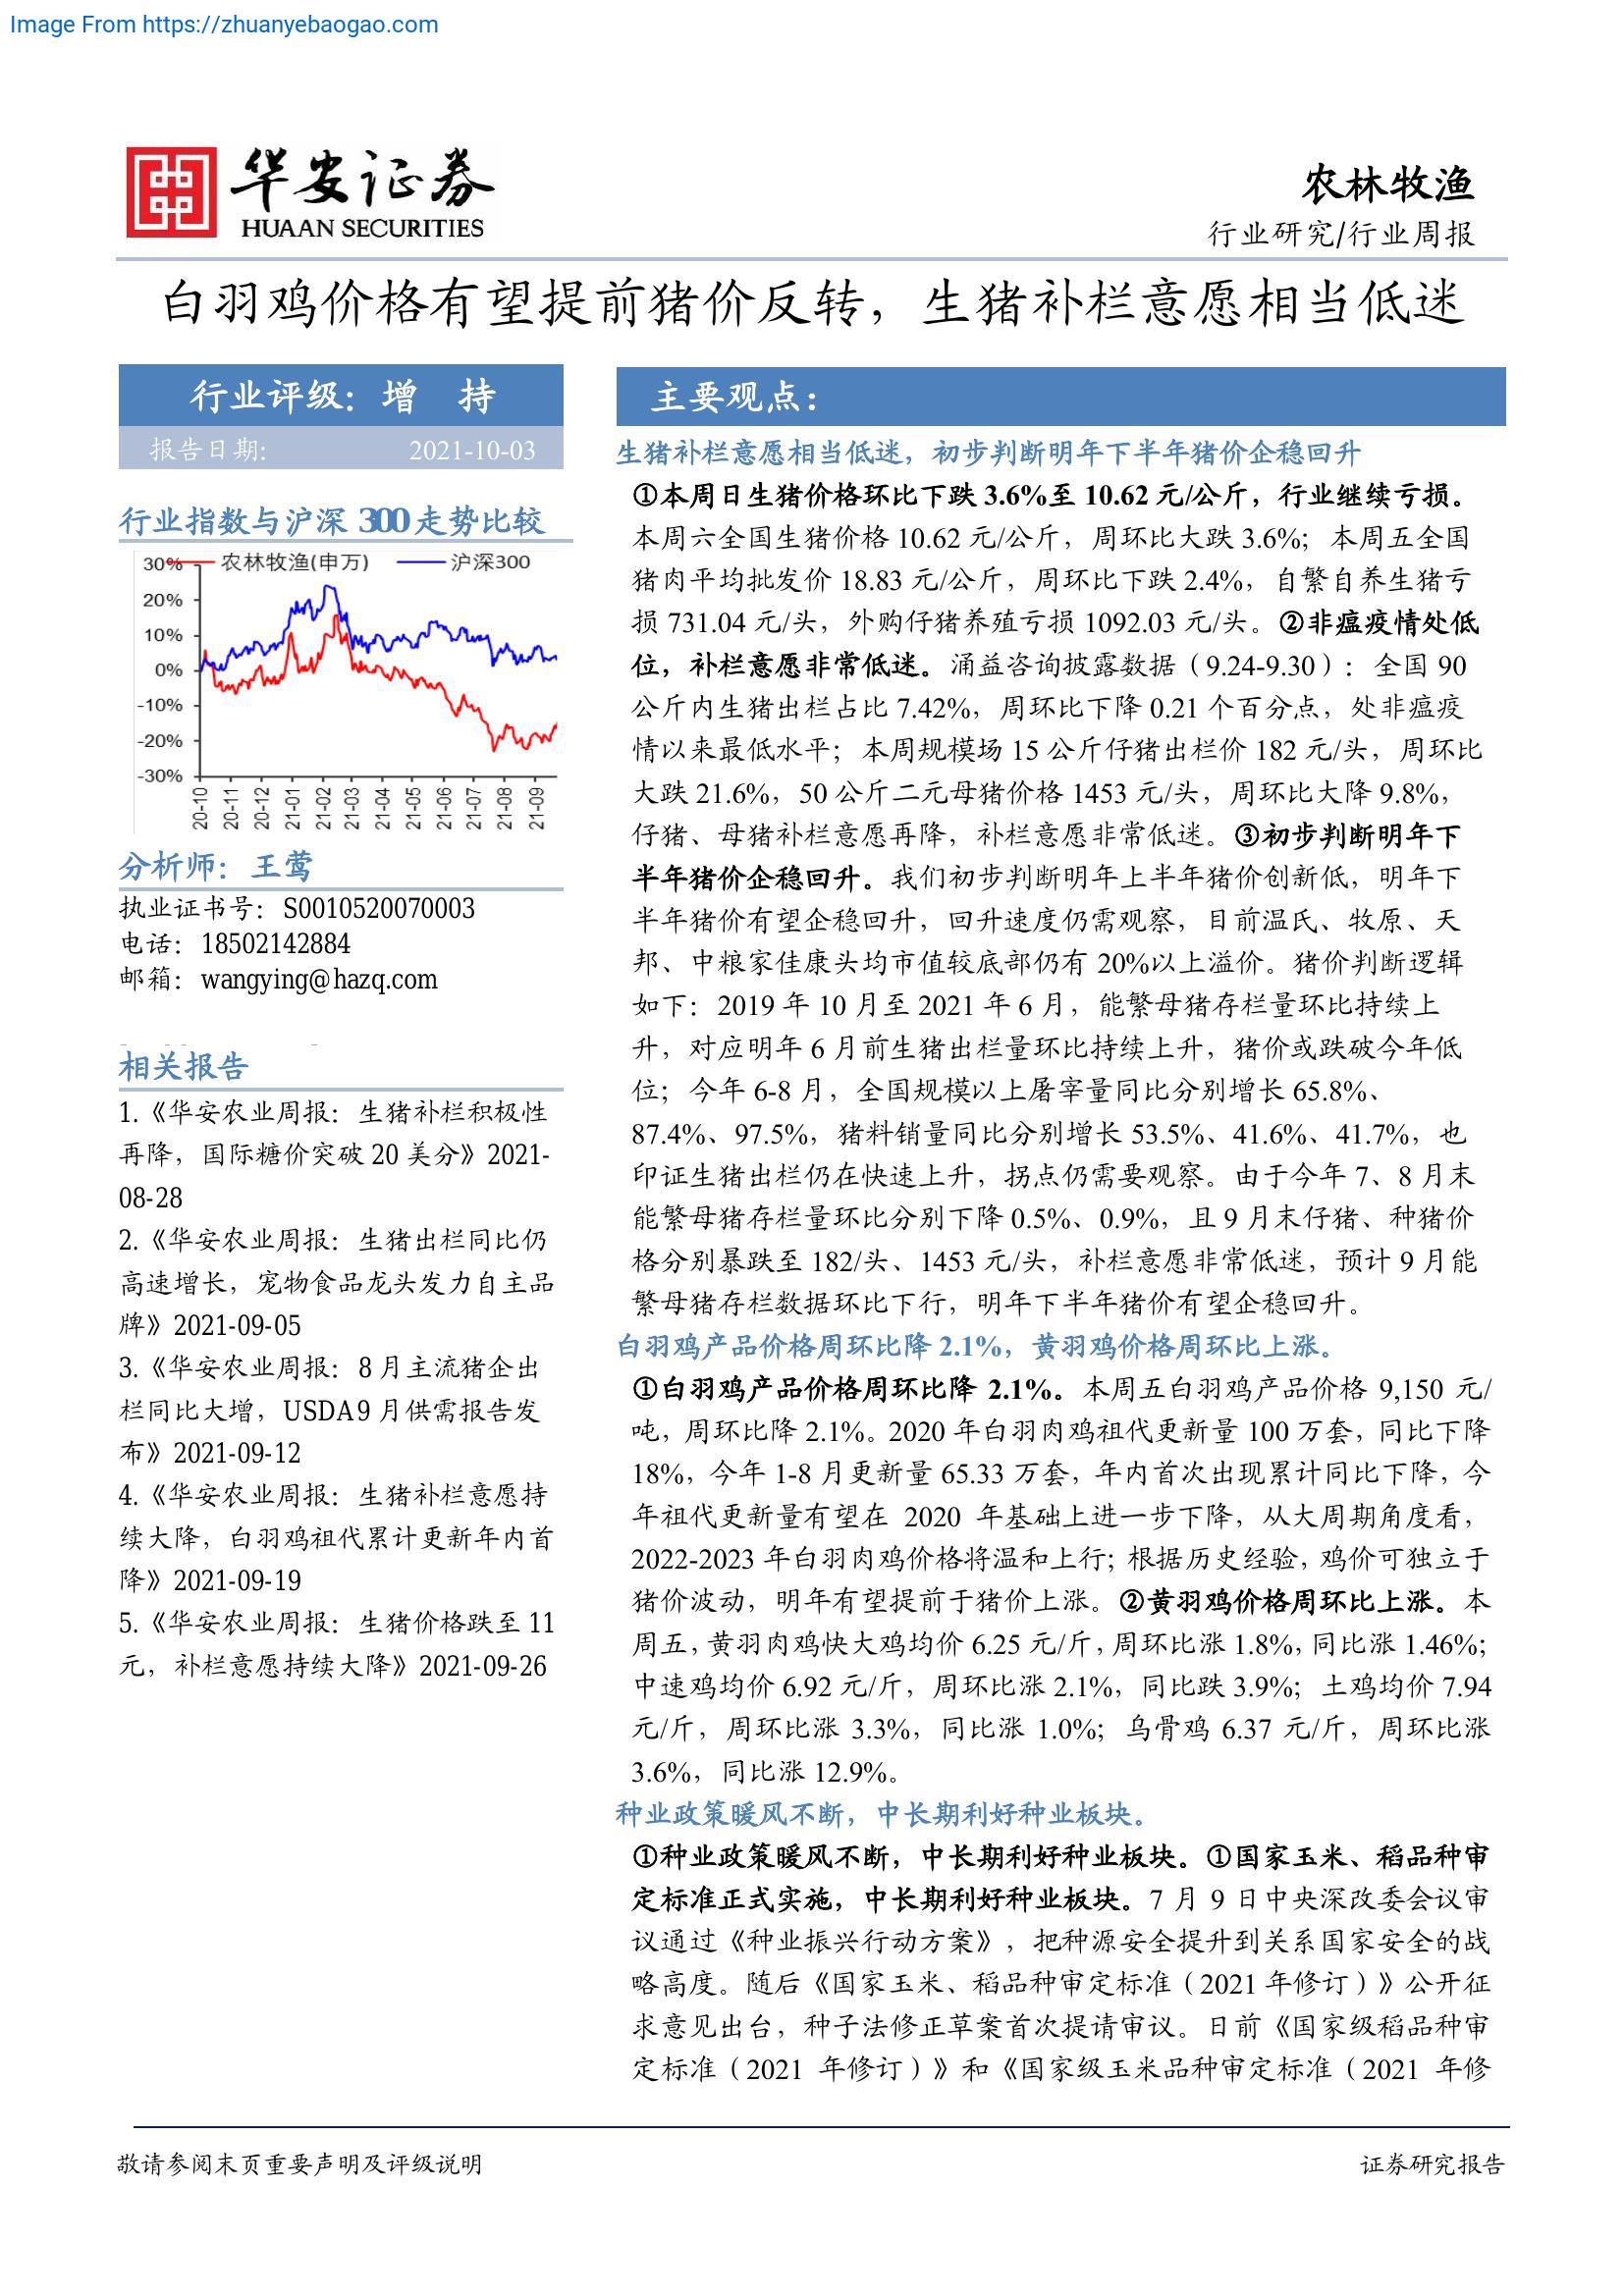 Image From https://zhuanyebaogao.com
华安证券
HUAAN SECURITIES
农林牧渔
行业研究/行业周报
白羽鸡价格有望提前猪价反转，生猪补栏意愿相当低迷
行业评级：增 持
报告日期: 2021-10-03
行业指数与沪深 300 走势比较
农林牧渔(申万) 沪深300
30%
20%
10%
0%
-10%
-20%
-30%
20-10
20-11
20-12
21-01
21-02
21-03
21-04
21-05
21-06
21-07
21-08
21-09
分析师：王莺
执业证书号：S0010520070003
电话：18502142884
邮箱：wangying@hazq.com
相关报告
1.《华安农业周报：生猪补栏积极性
再降，国际糖价突破 20 美分》2021-
08-28
2.《华安农业周报：生猪出栏同比仍
高速增长，宠物食品龙头发力自主品
牌》2021-09-05
3.《华安农业周报：8 月主流猪企出
栏同比大增，USDA9 月供需报告发
布》2021-09-12
4.《华安农业周报：生猪补栏意愿持
续大降，白羽鸡祖代累计更新年内首
降》2021-09-19
5.《华安农业周报：生猪价格跌至 11
元，补栏意愿持续大降》2021-09-26
主要观点：
生猪补栏意愿相当低迷，初步判断明年下半年猪价企稳回升
①本周日生猪价格环比下跌 3.6%至 10.62 元/公斤，行业继续亏损。
本周六全国生猪价格 10.62 元/公斤，周环比大跌 3.6%；本周五全国
猪肉平均批发价 18.83 元/公斤，周环比下跌 2.4%，自繁自养生猪亏
损 731.04 元/头，外购仔猪养殖亏损 1092.03 元/头。②非瘟疫情处低
位，补栏意愿非常低迷。涌益咨询披露数据（9.24-9.30）：全国 90
公斤内生猪出栏占比 7.42%，周环比下降 0.21 个百分点，处非瘟疫
情以来最低水平；本周规模场 15 公斤仔猪出栏价 182 元/头，周环比
大跌 21.6%，50 公斤二元母猪价格 1453 元/头，周环比大降 9.8%，
仔猪、母猪补栏意愿再降，补栏意愿非常低迷。③初步判断明年下
半年猪价企稳回升。我们初步判断明年上半年猪价创新低，明年下
半年猪价有望企稳回升，回升速度仍需观察，目前温氏、牧原、天
邦、中粮家佳康头均市值较底部仍有 20%以上溢价。猪价判断逻辑
如下：2019 年 10 月至 2021 年 6 月，能繁母猪存栏量环比持续上
升，对应明年 6 月前生猪出栏量环比持续上升，猪价或跌破今年低
位；今年 6-8 月，全国规模以上屠宰量同比分别增长 65.8%、
87.4%、97.5%，猪料销量同比分别增长 53.5%、41.6%、41.7%，也
印证生猪出栏仍在快速上升，拐点仍需要观察。由于今年 7、8 月末
能繁母猪存栏量环比分别下降 0.5%、0.9%，且 9 月末仔猪、种猪价
格分别暴跌至 182/头、1453 元/头，补栏意愿非常低迷，预计 9 月能
繁母猪存栏数据环比下行，明年下半年猪价有望企稳回升。
白羽鸡产品价格周环比降 2.1%，黄羽鸡价格周环比上涨。
①白羽鸡产品价格周环比降 2.1%。本周五白羽鸡产品价格 9,150 元/
吨，周环比降 2.1%。2020 年白羽肉鸡祖代更新量 100 万套，同比下降
18%，今年 1-8 月更新量 65.33 万套，年内首次出现累计同比下降，今
年祖代更新量有望在 2020 年基础上进一步下降，从大周期角度看，
2022-2023 年白羽肉鸡价格将温和上行；根据历史经验，鸡价可独立于
猪价波动，明年有望提前于猪价上涨。②黄羽鸡价格周环比上涨。本
周五，黄羽肉鸡快大鸡均价 6.25 元/斤，周环比涨 1.8%，同比涨 1.46%；
中速鸡均价 6.92 元/斤，周环比涨 2.1%，同比跌 3.9%；土鸡均价 7.94
元/斤，周环比涨 3.3%，同比涨 1.0%；乌骨鸡 6.37 元/斤，周环比涨
3.6%，同比涨 12.9%。
种业政策暖风不断，中长期利好种业板块。
①种业政策暖风不断，中长期利好种业板块。①国家玉米、稻品种审
定标准正式实施，中长期利好种业板块。7 月 9 日中央深改委会议审
议通过《种业振兴行动方案》，把种源安全提升到关系国家安全的战
略高度。随后《国家玉米、稻品种审定标准（2021 年修订）》公开征
求意见出台，种子法修正草案首次提请审议。日前《国家级稻品种审
定标准（2021 年修订）》和《国家级玉米品种审定标准（2021 年修
敬请参阅末页重要声明及评级说明
证券研究报告